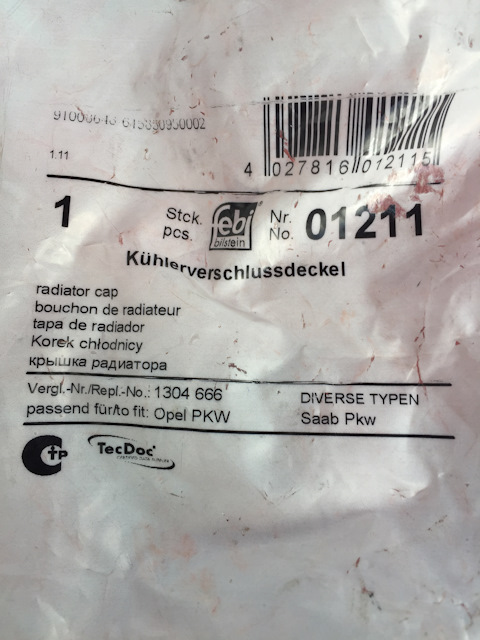 1.11
4 027816 012115
1 Stck. pcs. febi bilstein Nr. No. 01211
Kühlerverschlussdeckel
radiator cap
bouchon de radiateur
tapa de radiador
Korek chłodnicy
крышка радиатора
Vergl.-Nr./Repl.-No.: 1304 666 DIVERSE TYPEN
passend für/to fit: Opel PKW Saab Pkw
TecDoc